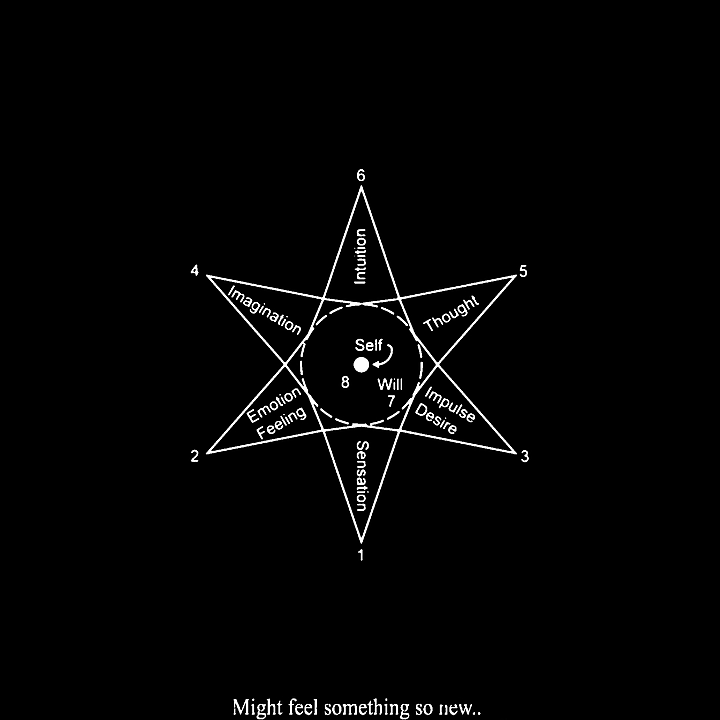 6
Intuition
4
5
Imagination
Thought
Self
8
Will
7
Emotion
Feeling
Impulse
Desire
2
3
Sensation
1
Might feel something so new..